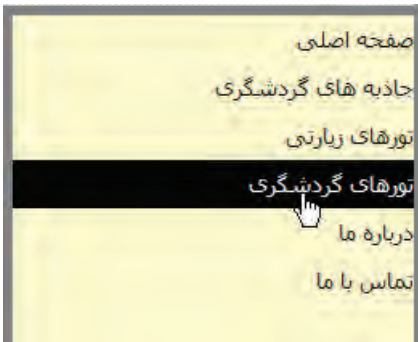 صفحه اصلی
جاذبه های گردشگری
تورهای زیارتی
تورهای گردشگری
درباره ما
تماس با ما